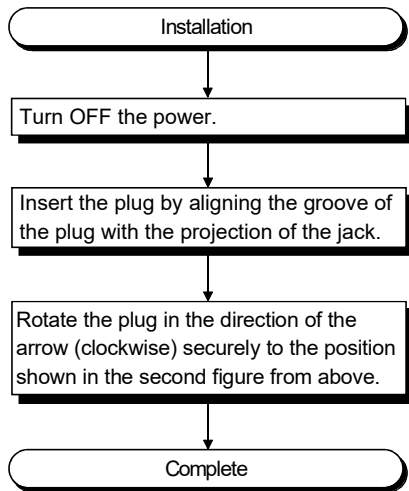 Installation
Turn OFF the power.
Insert the plug by aligning the groove of
the plug with the projection of the jack.
Rotate the plug in the direction of the
arrow (clockwise) securely to the position
shown in the second figure from above.
Complete